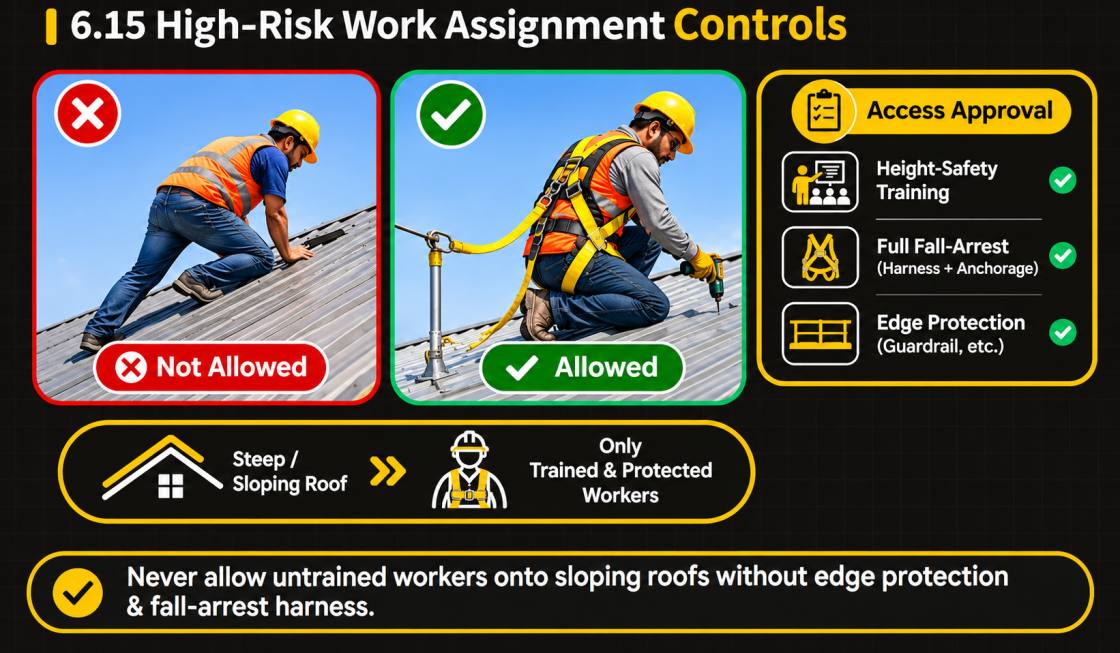 6.15 High-Risk Work Assignment Controls
Not Allowed
Allowed
Access Approval
Height-Safety
Training
Full Fall-Arrest
(Harness + Anchorage)
Edge Protection
(Guardrail, etc.)
Steep /
Sloping Roof
Only
Trained & Protected
Workers
Never allow untrained workers onto sloping roofs without edge protection
& fall-arrest harness.